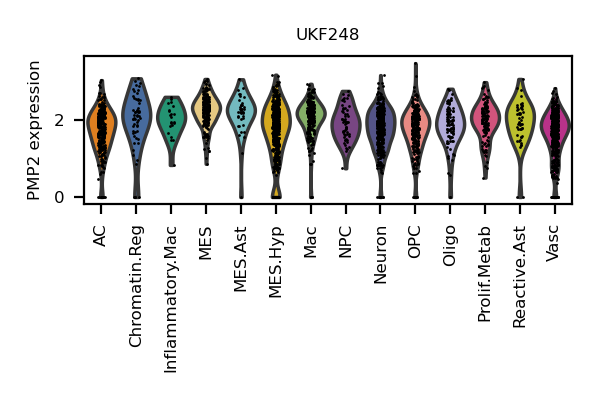 UKF248
PMP2 expression
2
0
AC
Chromatin.Reg
Inflammatory.Mac
MES
MES.Ast
MES.Hyp
Mac
NPC
Neuron
OPC
Oligo
Prolif.Metab
Reactive.Ast
Vasc